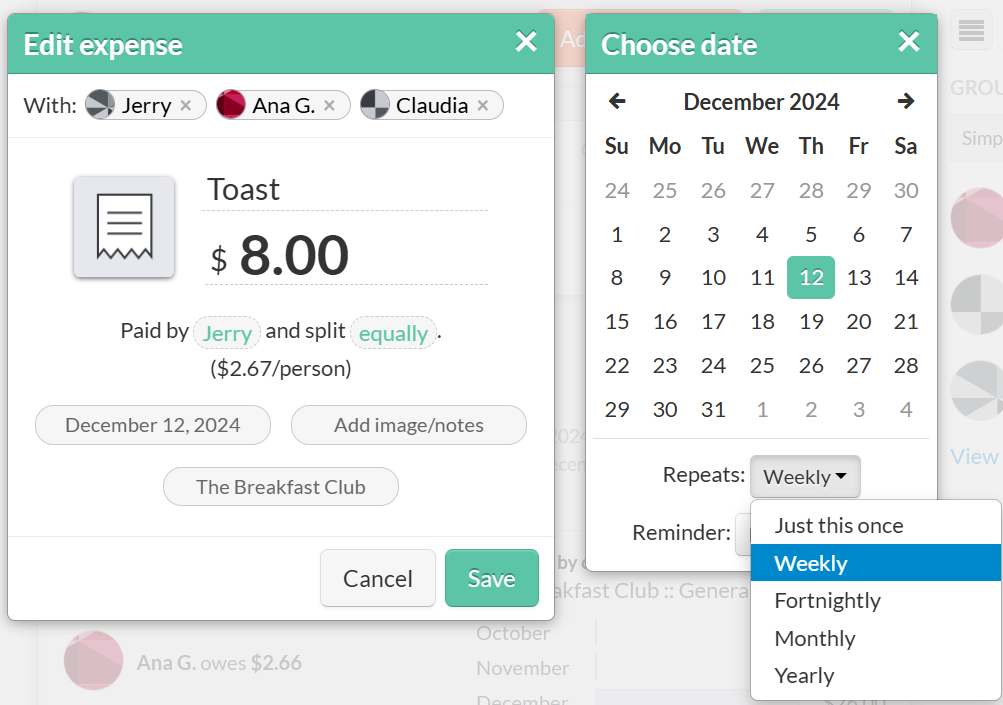 Edit expense ×
With: Jerry × Ana G. × Claudia ×
Toast
$ 8.00
Paid by Jerry and split equally.
($2.67/person)
December 12, 2024 Add image/notes
The Breakfast Club
Cancel Save
Choose date ×
← December 2024 →
Su Mo Tu We Th Fr Sa
24 25 26 27 28 29 30
1 2 3 4 5 6 7
8 9 10 11 12 13 14
15 16 17 18 19 20 21
22 23 24 25 26 27 28
29 30 31 1 2 3 4
Repeats: Weekly
Reminder:
Just this once
Weekly
Fortnightly
Monthly
Yearly
Ana G. owes $2.66
by
akfast Club :: Genera
October
November
December
GROU
Simp
View